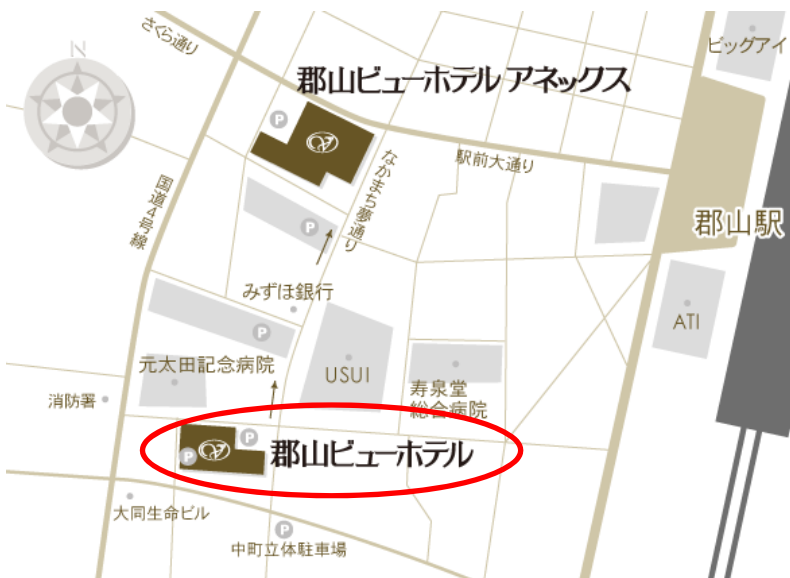 さくら通り
N
ビッグアイ
郡山ビューホテル アネックス
P
駅前大通り
なかまち夢通り
国道4号線
P
郡山駅
みずほ銀行
ATI
P
元太田記念病院
USUI
寿泉堂
総合病院
消防署
P
P
郡山ビューホテル
大同生命ビル
P
中町立体駐車場